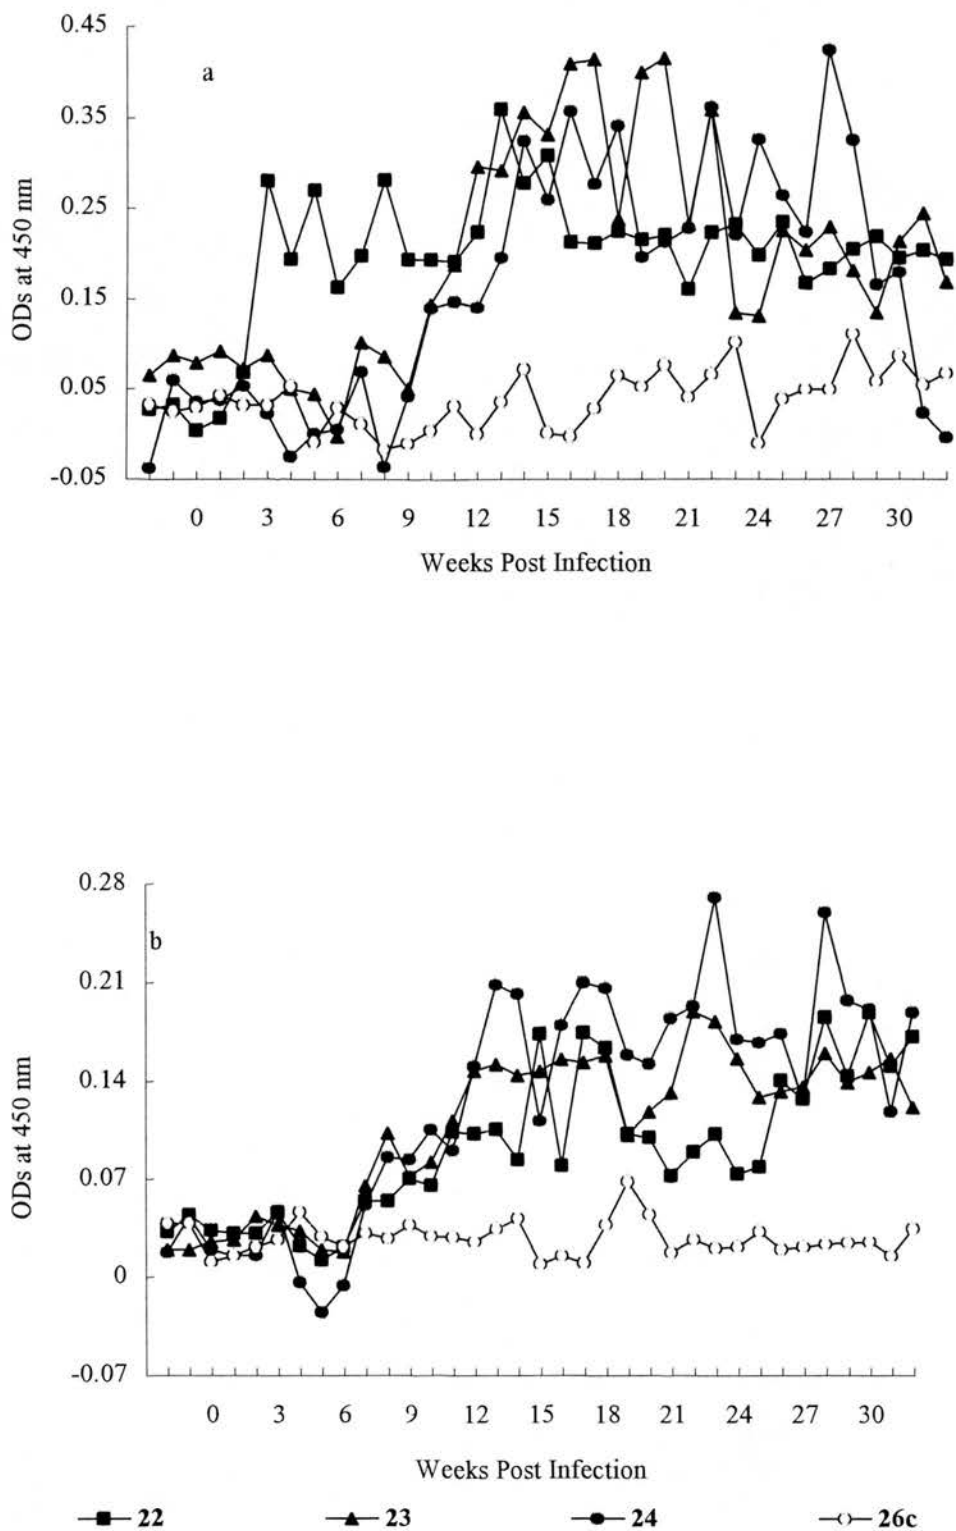 0.45
a
0.35
0.25
0.15
0.05
-0.05
ODs at 450 nm
0 3 6 9 12 15 18 21 24 27 30
Weeks Post Infection
0.28
b
0.21
0.14
0.07
0
-0.07
ODs at 450 nm
0 3 6 9 12 15 18 21 24 27 30
Weeks Post Infection
22 23 24 26c